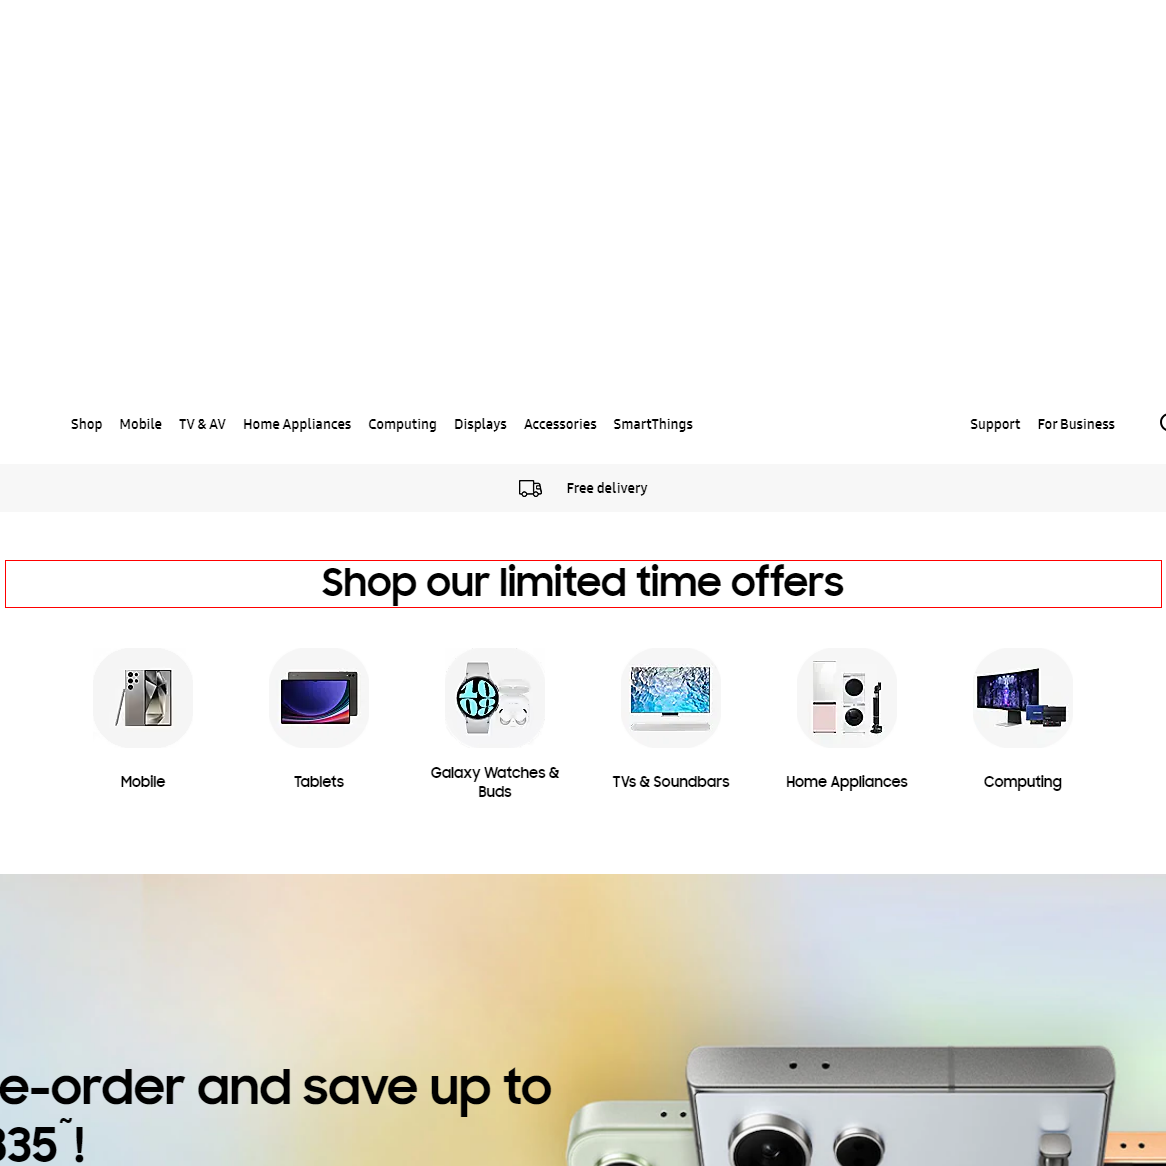 Shop Mobile TV & AV Home Appliances Computing Displays Accessories SmartThings Support For Business
Free delivery
Shop our limited time offers
Mobile
Tablets
Galaxy Watches &
Buds
TVs & Soundbars
Home Appliances
Computing
e-order and save up to
335~!